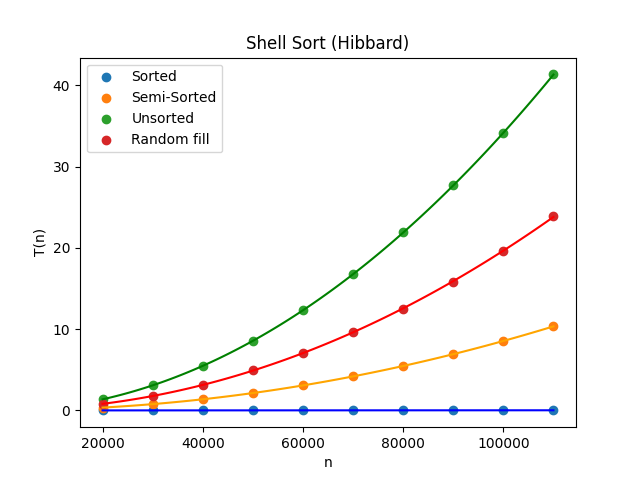 Shell Sort (Hibbard)
Sorted
Semi-Sorted
Unsorted
Random fill
T(n)
40
30
20
10
0
20000 40000 60000 80000 100000
n